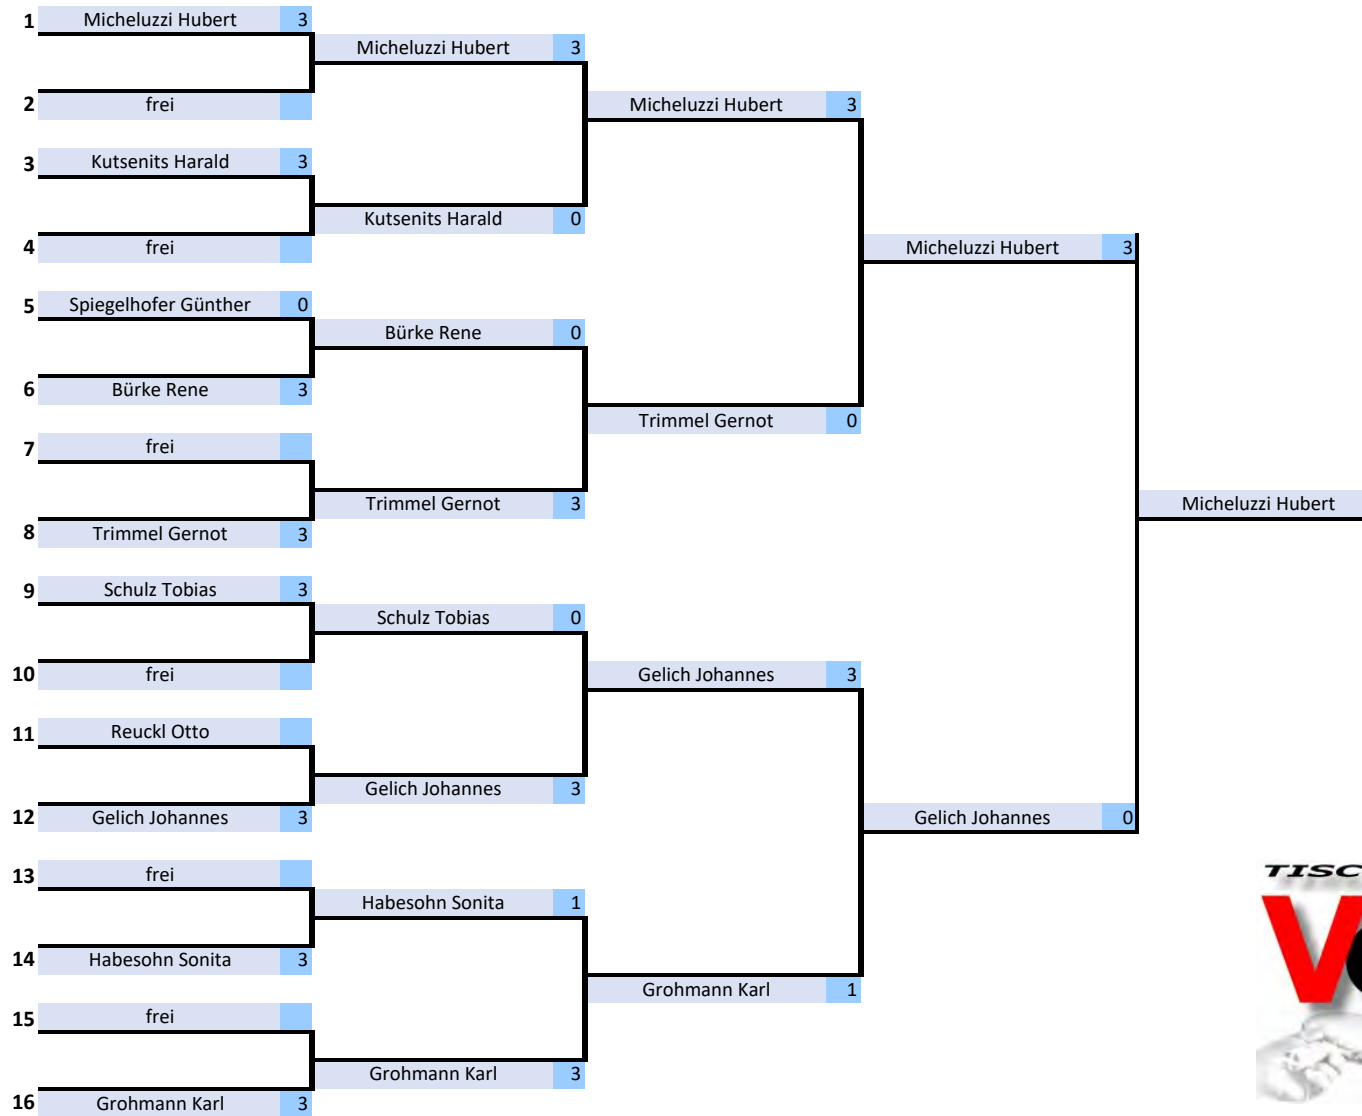 1 Micheluzzi Hubert 3
Micheluzzi Hubert 3
2 frei
Micheluzzi Hubert 3
3 Kutsenits Harald 3
Kutsenits Harald 0
4 frei
Micheluzzi Hubert 3
5 Spiegelhofer Günther 0
Bürke Rene 0
6 Bürke Rene 3
Trimmel Gernot 0
7 frei
Trimmel Gernot 3
Micheluzzi Hubert
8 Trimmel Gernot 3
9 Schulz Tobias 3
Schulz Tobias 0
10 frei
Gelich Johannes 3
11 Reuckl Otto
Gelich Johannes 3
12 Gelich Johannes 3
Gelich Johannes 0
13 frei
Habesohn Sonita 1
14 Habesohn Sonita 3
Grohmann Karl 1
15 frei
Grohmann Karl 3
16 Grohmann Karl 3